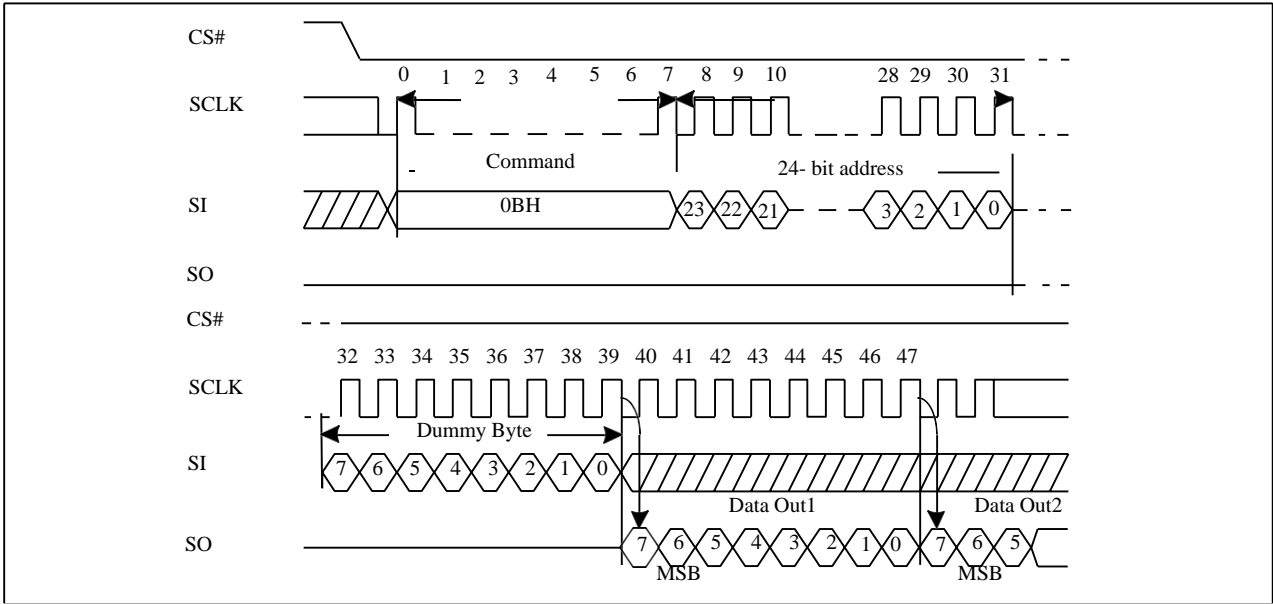 CS#
0 1 2 3 4 5 6 7 8 9 10 28 29 30 31
SCLK
Command 24- bit address
SI 0BH 23 22 21 3 2 1 0
SO
CS#
32 33 34 35 36 37 38 39 40 41 42 43 44 45 46 47
SCLK
Dummy Byte
SI 7 6 5 4 3 2 1 0
Data Out1 Data Out2
SO 7 6 5 4 3 2 1 0 7 6 5
MSB MSB